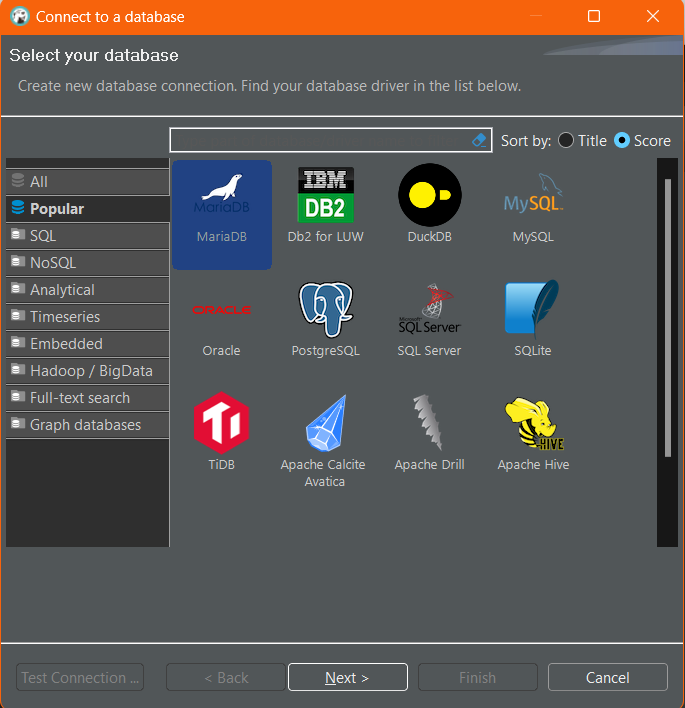 Connect to a database
Select your database
Create new database connection. Find your database driver in the list below.
Sort by: Title Score
All
Popular
SQL
NoSQL
Analytical
Timeseries
Embedded
Hadoop / BigData
Full-text search
Graph databases
MariaDB
MariaDB
IBM
DB2
Db2 for LUW
DuckDB
MySQL
MySQL
ORACLE
Oracle
PostgreSQL
Microsoft
SQL Server
SQL Server
SQLite
Ti
TiDB
Apache Calcite
Avatica
Apache Drill
HIVE
Apache Hive
Test Connection ...
< Back
Next >
Finish
Cancel